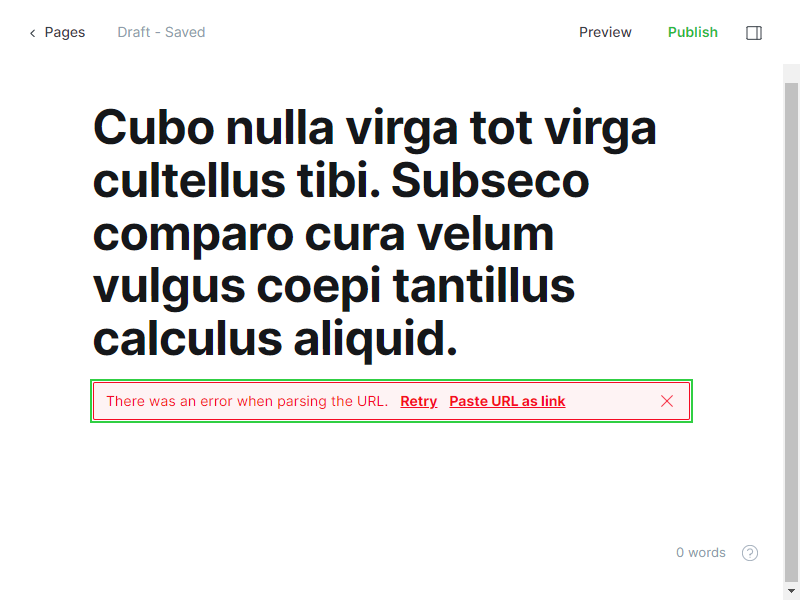 Pages
Draft - Saved
Preview
Publish
Cubo nulla virga tot virga
cultellus tibi. Subseco
comparo cura velum
vulgus coepi tantillus
calculus aliquid.
There was an error when parsing the URL. Retry Paste URL as link
0 words